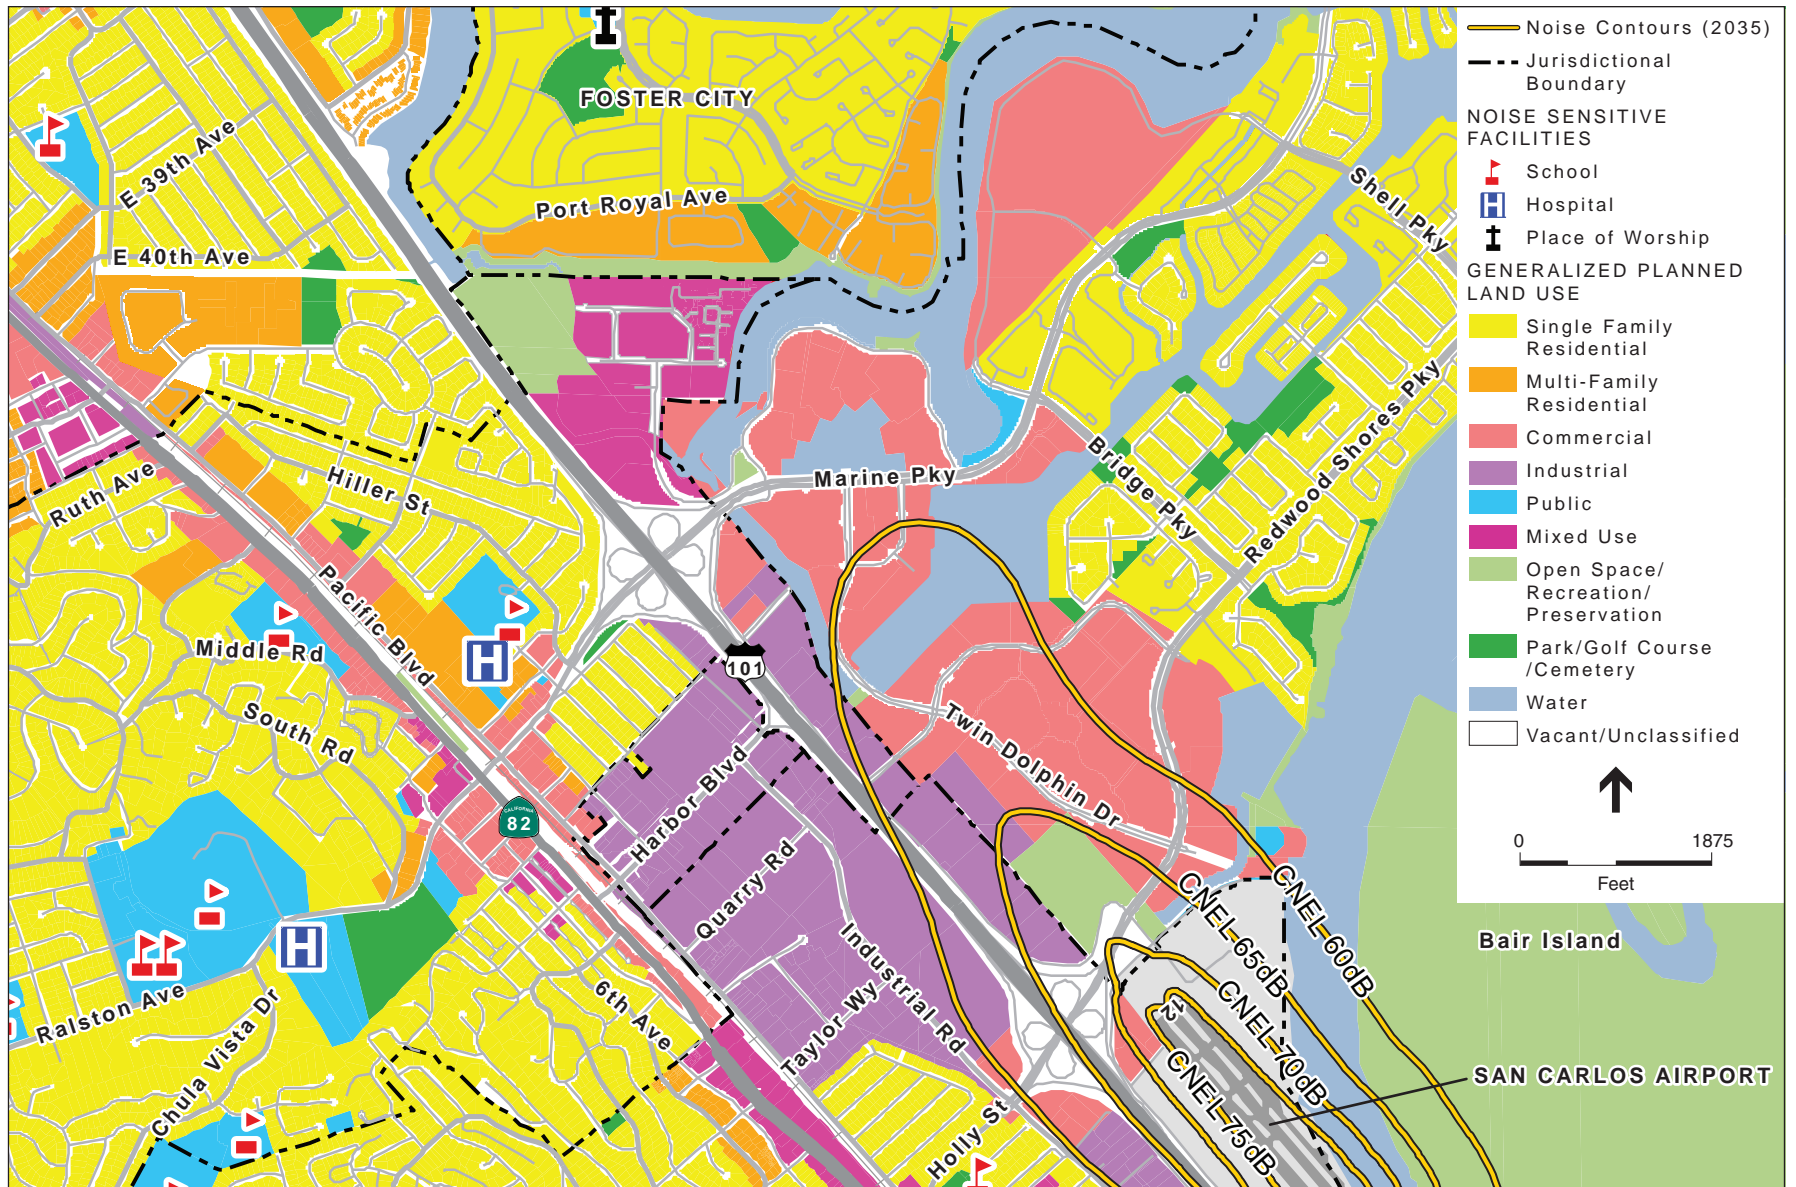 FOSTER CITY
E 39th Ave
Port Royal Ave
E 40th Ave
Shell Pky
Ruth Ave
Hiller St
Marine Pky
Bridge Pky
Redwood Shores Pky
Pacific Blvd
Middle Rd
H
101
South Rd
Twin Dolphin Dr
CALIFORNIA
82
Harbor Blvd
Quarry Rd
H
Industrial Rd
Ralston Ave
Chula Vista Dr
6th Ave
Taylor Wy
Holly St
CNEL 60dB
CNEL 65dB
CNEL 70dB
CNEL 75dB
12
Bair Island
SAN CARLOS AIRPORT
Noise Contours (2035)
Jurisdictional
Boundary
NOISE SENSITIVE
FACILITIES
School
H
Hospital
Place of Worship
GENERALIZED PLANNED
LAND USE
Single Family
Residential
Multi-Family
Residential
Commercial
Industrial
Public
Mixed Use
Open Space/
Recreation/
Preservation
Park/Golf Course
/Cemetery
Water
Vacant/Unclassified
0 1875
Feet